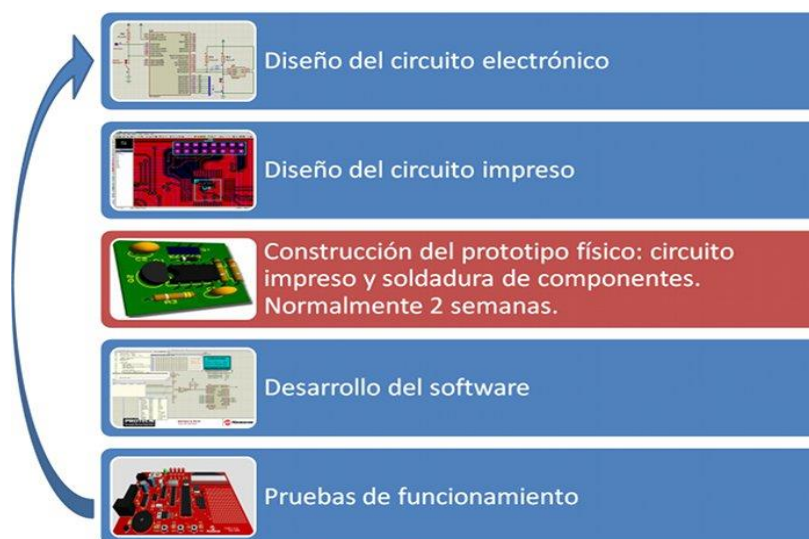 Diseño del circuito electrónico
Diseño del circuito impreso
Construcción del prototipo físico: circuito
impreso y soldadura de componentes.
Normalmente 2 semanas.
Desarrollo del software
Pruebas de funcionamiento